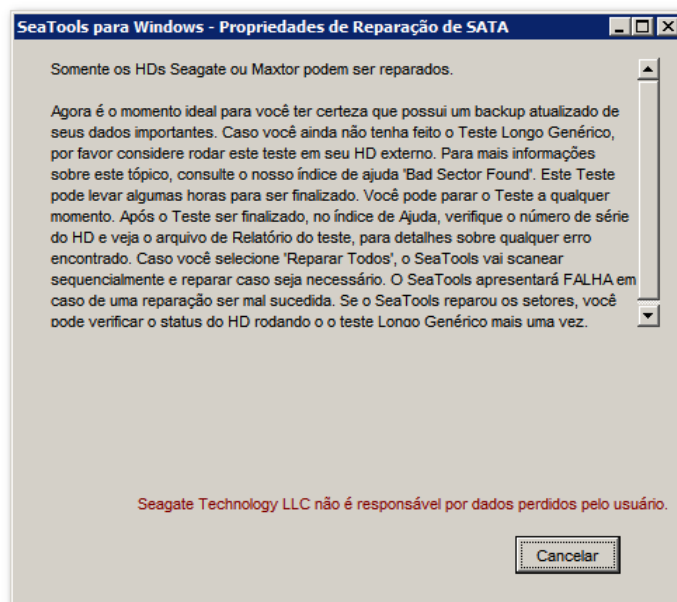 SeaTools para Windows - Propriedades de Reparação de SATA
Somente os HDs Seagate ou Maxtor podem ser reparados.
Agora é o momento ideal para você ter certeza que possui um backup atualizado de
seus dados importantes. Caso você ainda não tenha feito o Teste Longo Genérico,
por favor considere rodar este teste em seu HD externo. Para mais informações
sobre este tópico, consulte o nosso índice de ajuda 'Bad Sector Found'. Este Teste
pode levar algumas horas para ser finalizado. Você pode parar o Teste a qualquer
momento. Após o Teste ser finalizado, no índice de Ajuda, verifique o número de série
do HD e veja o arquivo de Relatório do teste, para detalhes sobre qualquer erro
encontrado. Caso você selecione 'Reparar Todos', o SeaTools vai scanear
sequencialmente e reparar caso seja necessário. O SeaTools apresentará FALHA em
caso de uma reparação ser mal sucedida. Se o SeaTools reparou os setores, você
pode verificar o status do HD rodando o o teste Longo Genérico mais uma vez.
Seagate Technology LLC não é responsável por dados perdidos pelo usuário.
Cancelar